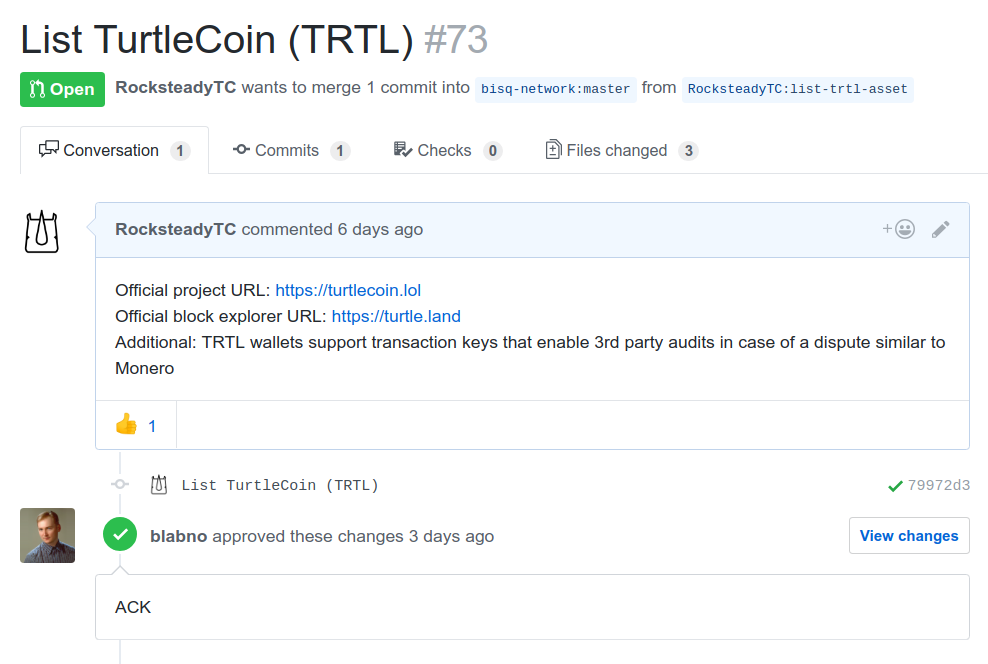 List TurtleCoin (TRTL) #73
Open RocksteadyTC wants to merge 1 commit into bisq-network:master from RocksteadyTC:list-trtl-asset
Conversation 1 Commits 1 Checks 0 Files changed 3
RocksteadyTC commented 6 days ago
Official project URL: https://turtlecoin.lol
Official block explorer URL: https://turtle.land
Additional: TRTL wallets support transaction keys that enable 3rd party audits in case of a dispute similar to
Monero
1
List TurtleCoin (TRTL) 79972d3
blabno approved these changes 3 days ago View changes
ACK